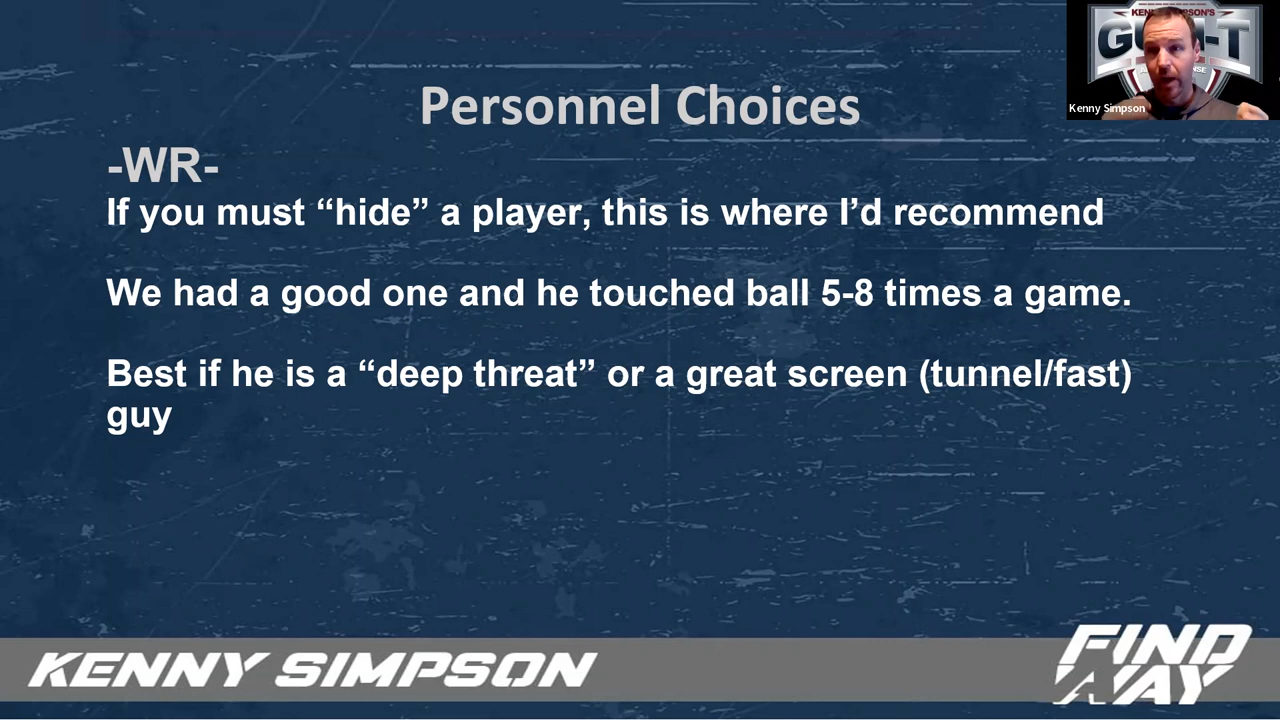 KENNY SIMPSON'S
Kenny Simpson
Personnel Choices
-WR-
If you must “hide” a player, this is where I’d recommend
We had a good one and he touched ball 5-8 times a game.
Best if he is a “deep threat” or a great screen (tunnel/fast)
guy
KENNY SIMPSON
FIND
A WAY